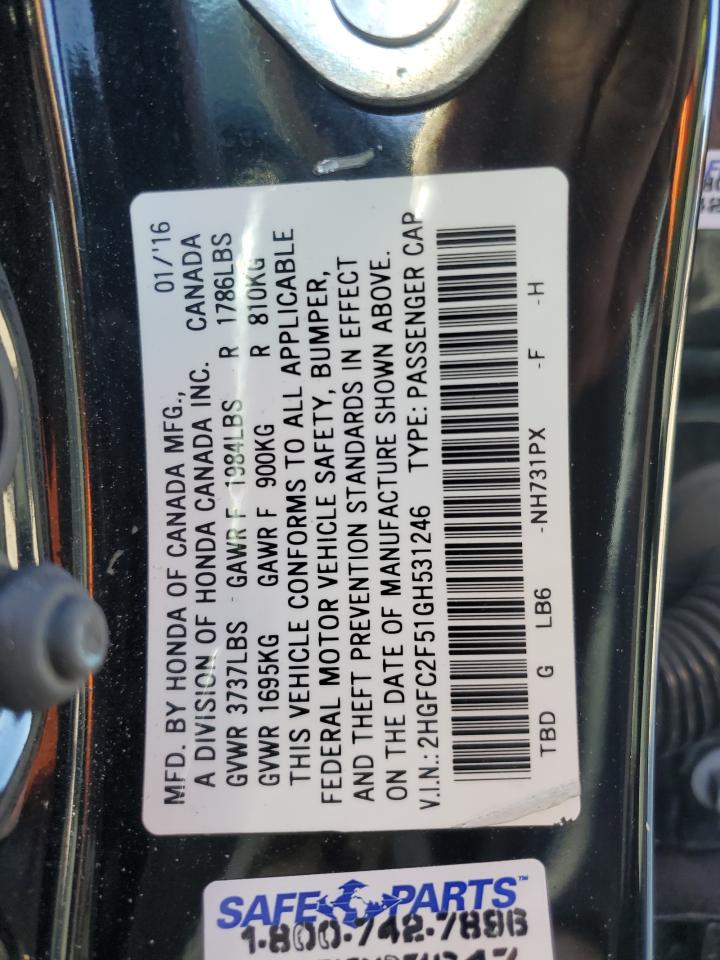 MFD. BY HONDA OF CANADA MFG., 01/'16
A DIVISION OF HONDA CANADA INC. CANADA
GVWR 3737LBS GAWR F 1984LBS R 1786LBS
GVWR 1695KG GAWR F 900KG R 810KG
THIS VEHICLE CONFORMS TO ALL APPLICABLE
FEDERAL MOTOR VEHICLE SAFETY, BUMPER,
AND THEFT PREVENTION STANDARDS IN EFFECT
ON THE DATE OF MANUFACTURE SHOWN ABOVE.
V.I.N.: 2HGFC2F51GH531246 TYPE: PASSENGER CAR
TBD G LB6 -NH731PX -F -H
SAFE PARTS™
1-800-742-7896